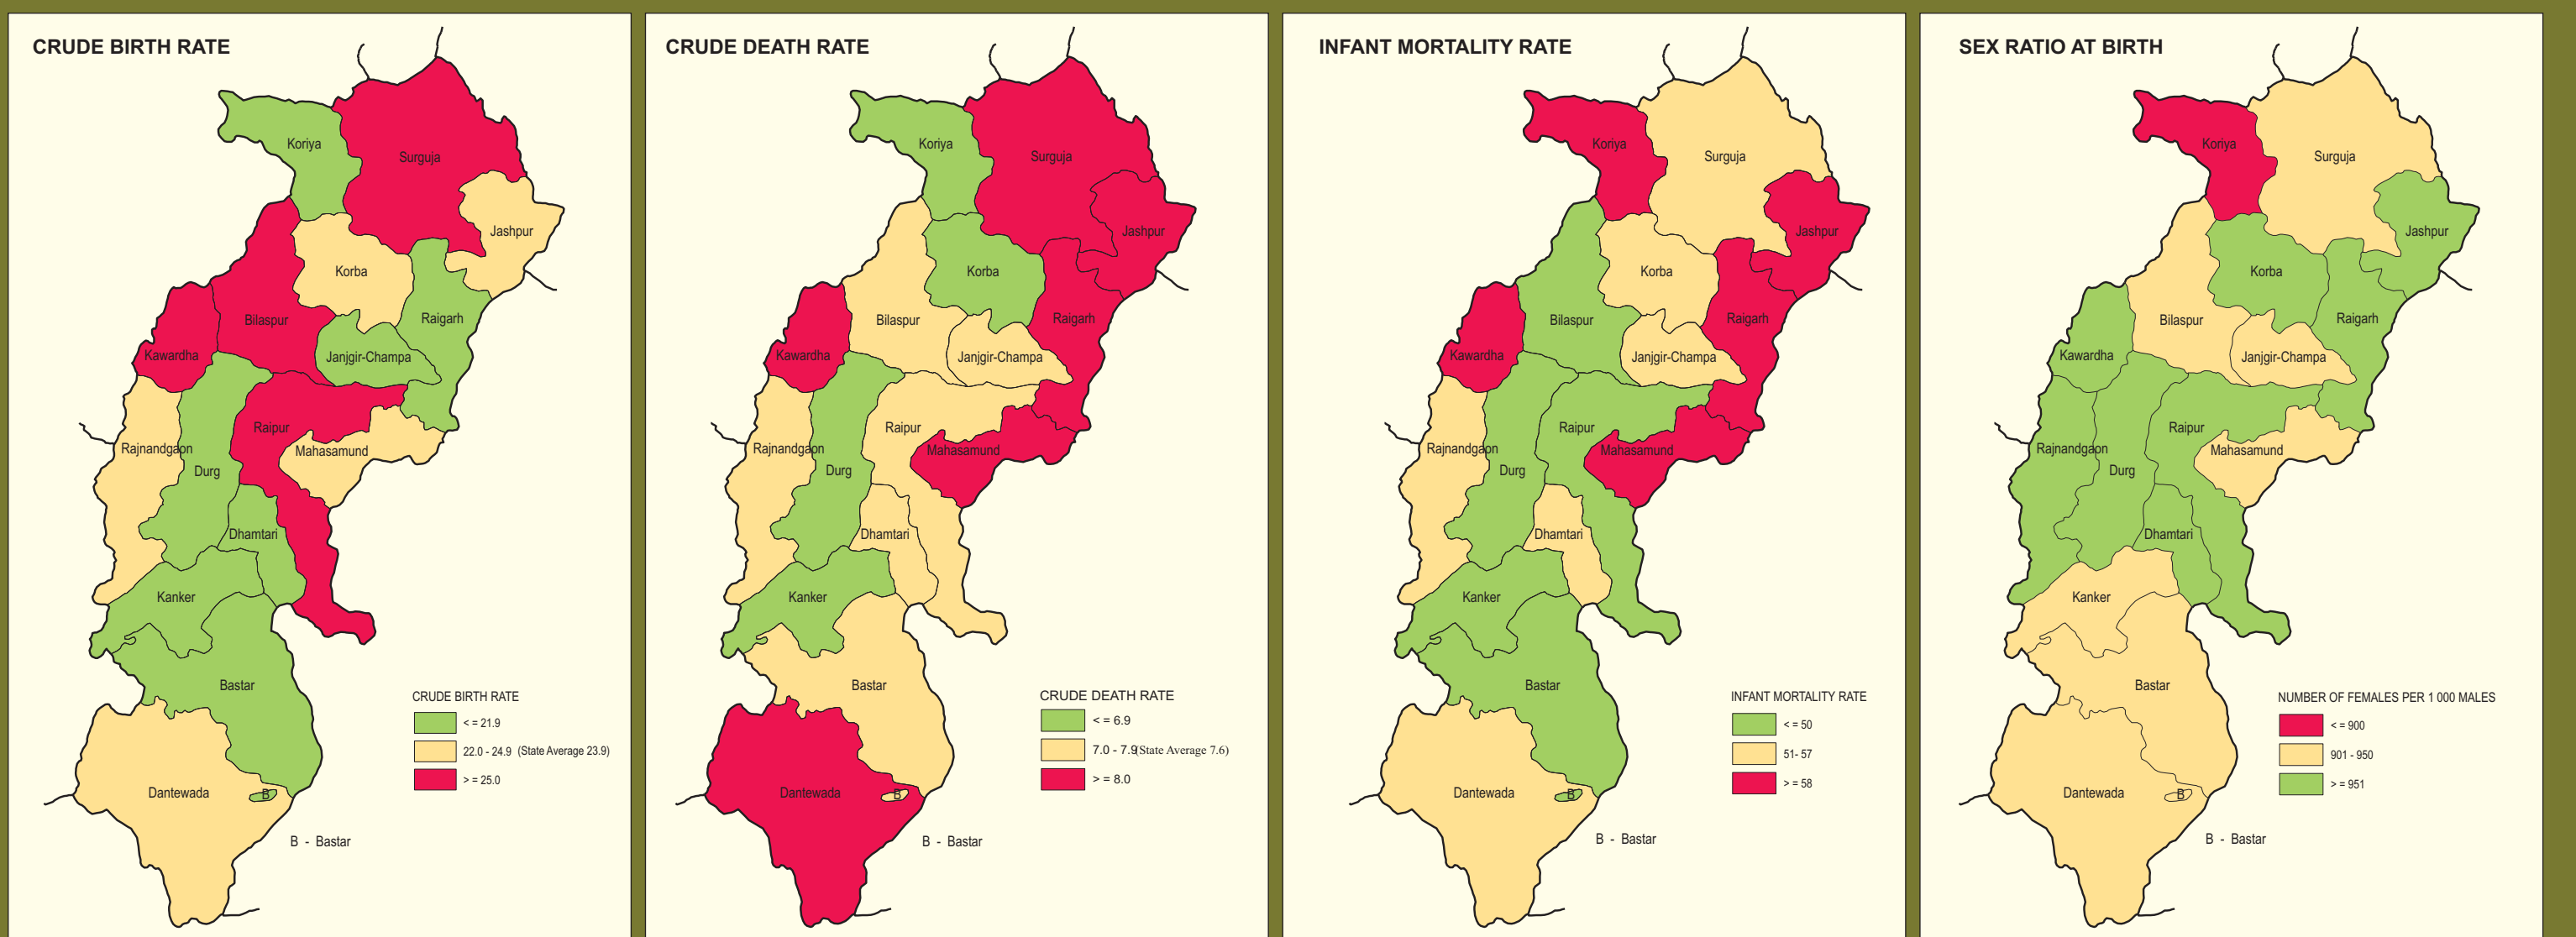 CRUDE BIRTH RATE
Koriya
Surguja
Jashpur
Korba
Bilaspur
Raigarh
Kawardha
Janjgir-Champa
Raipur
Rajnandgaon
Mahasamund
Durg
Dhamtari
Kanker
Bastar
CRUDE BIRTH RATE
< = 21.9
22.0 - 24.9 (State Average 23.9)
> = 25.0
Dantewada
B
B - Bastar
CRUDE DEATH RATE
Koriya
Surguja
Jashpur
Korba
Bilaspur
Raigarh
Kawardha
Janjgir-Champa
Raipur
Rajnandgaon
Mahasamund
Durg
Dhamtari
Kanker
Bastar
CRUDE DEATH RATE
< = 6.9
7.0 - 7.9(State Average 7.6)
> = 8.0
Dantewada
B
B - Bastar
INFANT MORTALITY RATE
Koriya
Surguja
Jashpur
Korba
Bilaspur
Raigarh
Kawardha
Janjgir-Champa
Raipur
Rajnandgaon
Mahasamund
Durg
Dhamtari
Kanker
Bastar
INFANT MORTALITY RATE
< = 50
51- 57
> = 58
Dantewada
B
B - Bastar
SEX RATIO AT BIRTH
Koriya
Surguja
Jashpur
Korba
Bilaspur
Raigarh
Kawardha
Janjgir-Champa
Raipur
Rajnandgaon
Mahasamund
Durg
Dhamtari
Kanker
Bastar
NUMBER OF FEMALES PER 1 000 MALES
< = 900
901 - 950
> = 951
Dantewada
B
B - Bastar